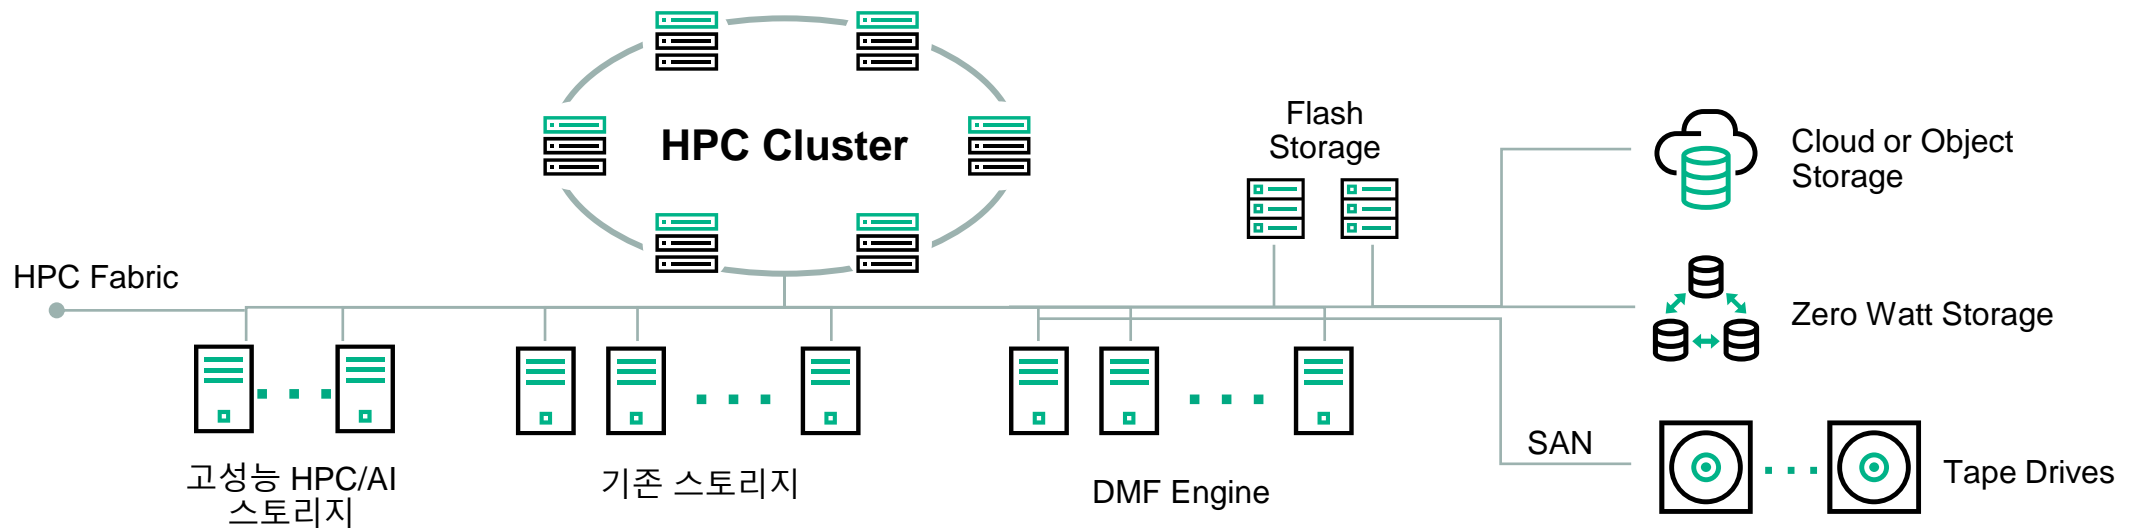 HPC Cluster
Flash
Storage
Cloud or Object
Storage
HPC Fabric
Zero Watt Storage
SAN
Tape Drives
고성능 HPC/AI
스토리지
기존 스토리지
DMF Engine